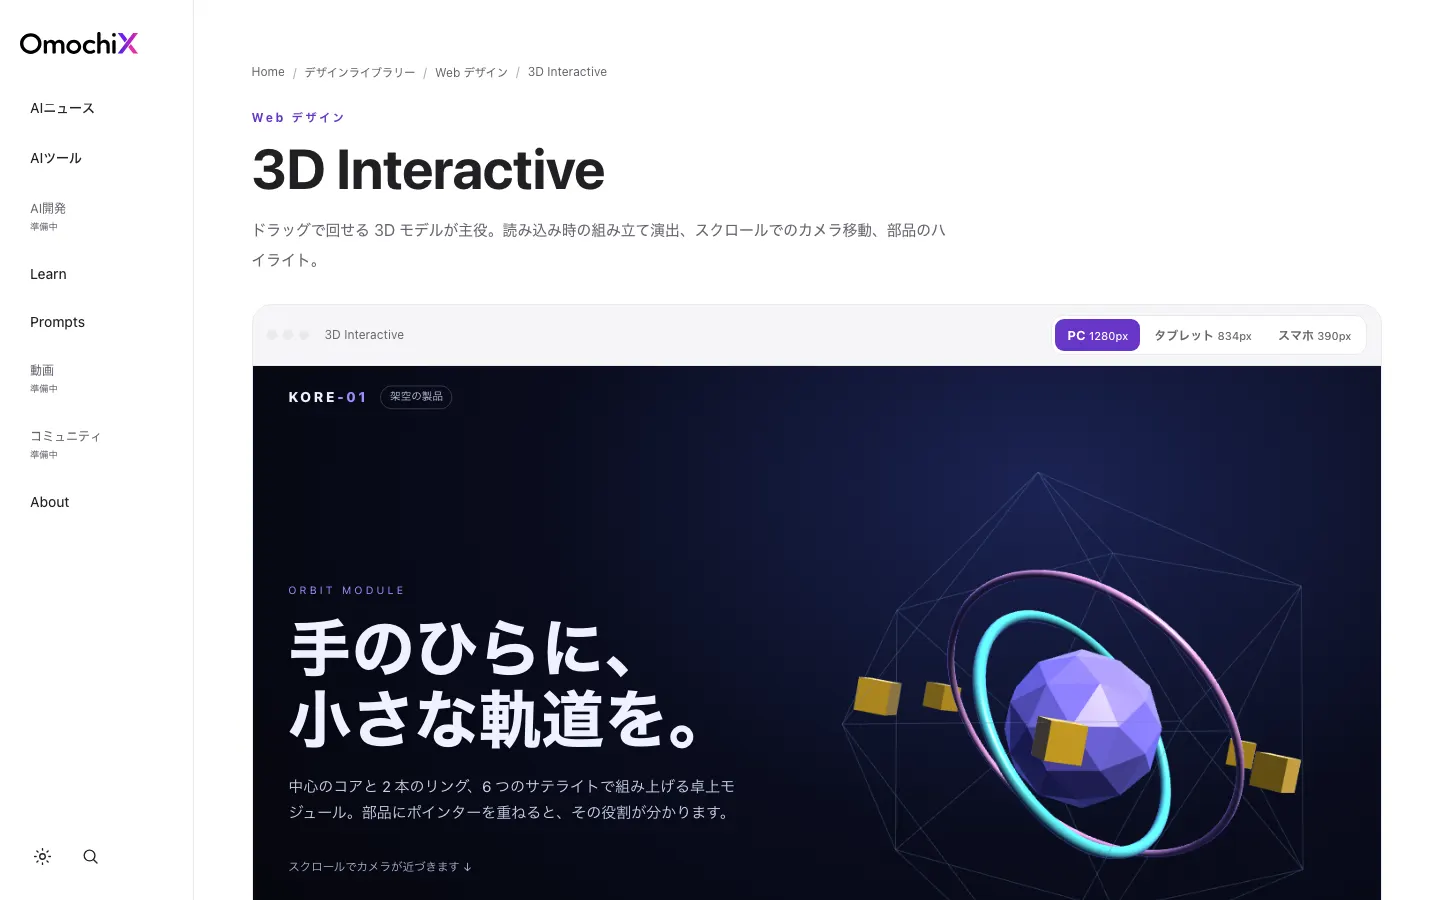 OmochiX
AIニュース
AIツール
AI開発
準備中
Learn
Prompts
動画
準備中
コミュニティ
準備中
About
Home / デザインライブラリー / Web デザイン / 3D Interactive
Web デザイン
3D Interactive
ドラッグで回せる 3D モデルが主役。読み込み時の組み立て演出、スクロールでのカメラ移動、部品のハ
イライト。
3D Interactive
PC 1280px タブレット 834px スマホ 390px
KORE-01 架空の製品
ORBIT MODULE
手のひらに、
小さな軌道を。
中心のコアと 2 本のリング、6 つのサテライトで組み上げる卓上モ
ジュール。部品にポインターを重ねると、その役割が分かります。
スクロールでカメラが近づきます ↓